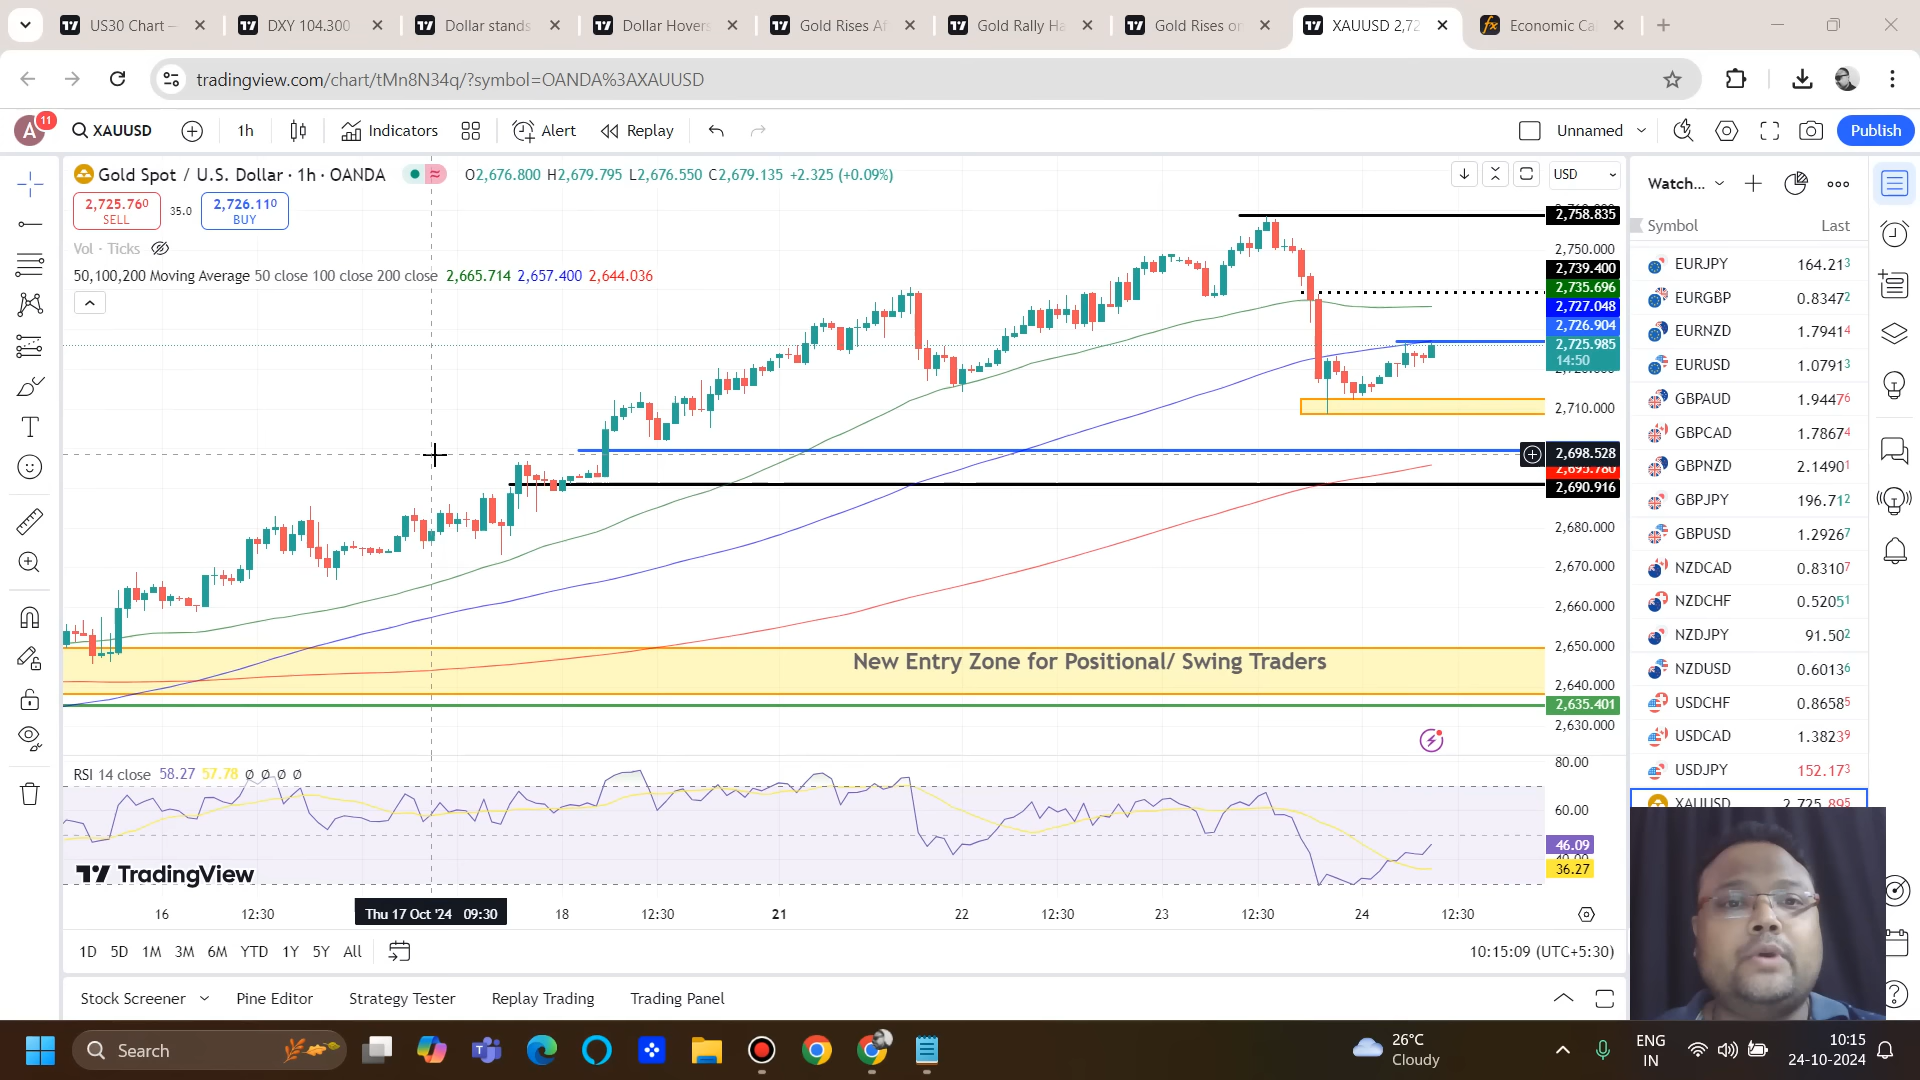 US30 Chart –
DXY 104.300
Dollar stands
Dollar Hovers
Gold Rises Af
Gold Rally Ha
Gold Rises on
XAUUSD 2,72
Economic Ca
tradingview.com/chart/tMn8N34q/?symbol=OANDA%3AXAUUSD
A
11
XAUUSD
1h
Indicators
Alert
Replay
Unnamed
Publish
Gold Spot / U.S. Dollar · 1h · OANDA
O2,676.800 H2,679.795 L2,676.550 C2,679.135 +2.325 (+0.09%)
USD
2,725.760
SELL
35.0
2,726.110
BUY
Vol · Ticks
50,100,200 Moving Average 50 close 100 close 200 close 2,665.714 2,657.400 2,644.036
2,758.835
2,750.000
2,739.400
2,735.696
2,727.048
2,726.904
2,725.985
14:50
2,710.000
2,698.528
2,695.780
2,690.916
2,680.000
2,670.000
2,660.000
2,650.000
2,640.000
2,635.401
2,630.000
New Entry Zone for Positional/ Swing Traders
RSI 14 close 58.27 57.78 Ø Ø Ø Ø
80.00
60.00
46.09
40.00
36.27
TradingView
16
12:30
Thu 17 Oct '24 09:30
18
12:30
21
22
12:30
23
12:30
24
12:30
1D 5D 1M 3M 6M YTD 1Y 5Y All
10:15:09 (UTC+5:30)
Stock Screener
Pine Editor
Strategy Tester
Replay Trading
Trading Panel
Watch...
Symbol Last
EURJPY 164.213
EURGBP 0.83472
EURNZD 1.79414
EURUSD 1.07913
GBPAUD 1.94476
GBPCAD 1.78674
GBPNZD 2.14901
GBPJPY 196.712
GBPUSD 1.29267
NZDCAD 0.83107
NZDCHF 0.52051
NZDJPY 91.502
NZDUSD 0.60136
USDCHF 0.86585
USDCAD 1.38239
USDJPY 152.173
XAUUSD 2,725.895
Search
26°C
Cloudy
ENG
IN
10:15
24-10-2024